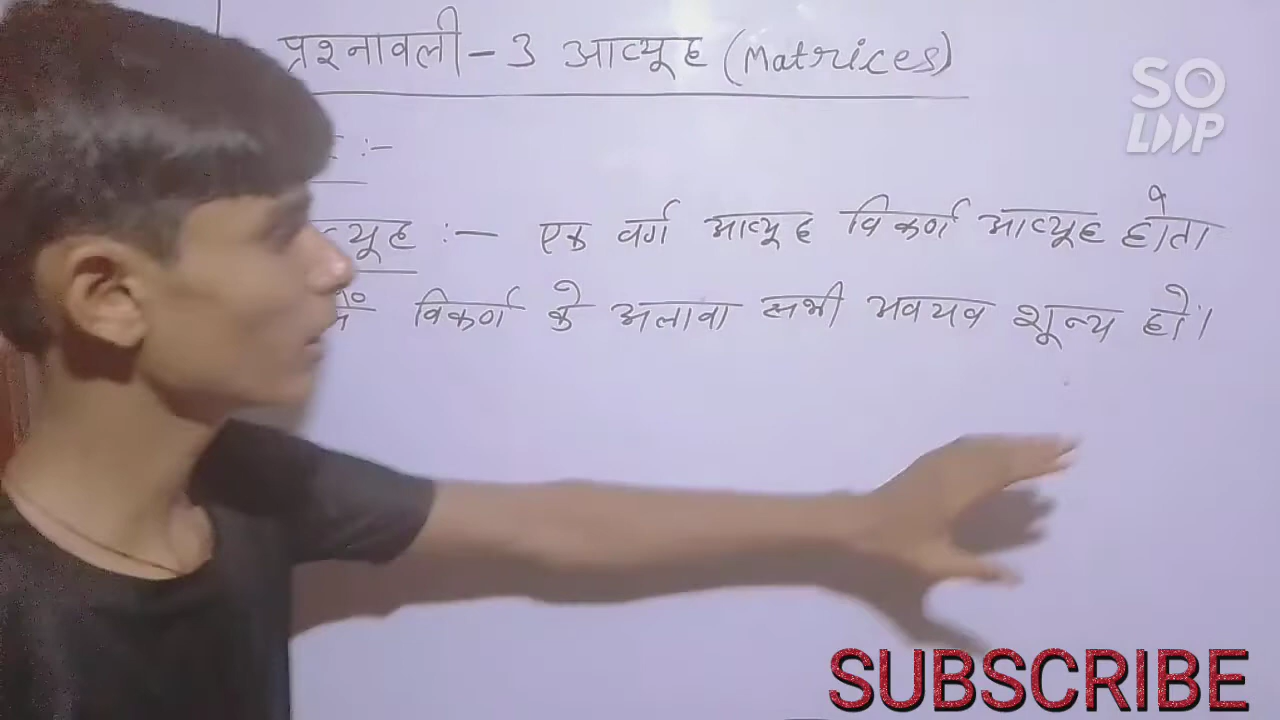 प्रश्नावली - 3 आव्यूह (Matrices)
:-
व्यूह :- एक वर्ग आव्यूह विकर्ण आव्यूह होता
विकर्ण के अलावा सभी अवयव शून्य हो।
SO
LOOP
SUBSCRIBE